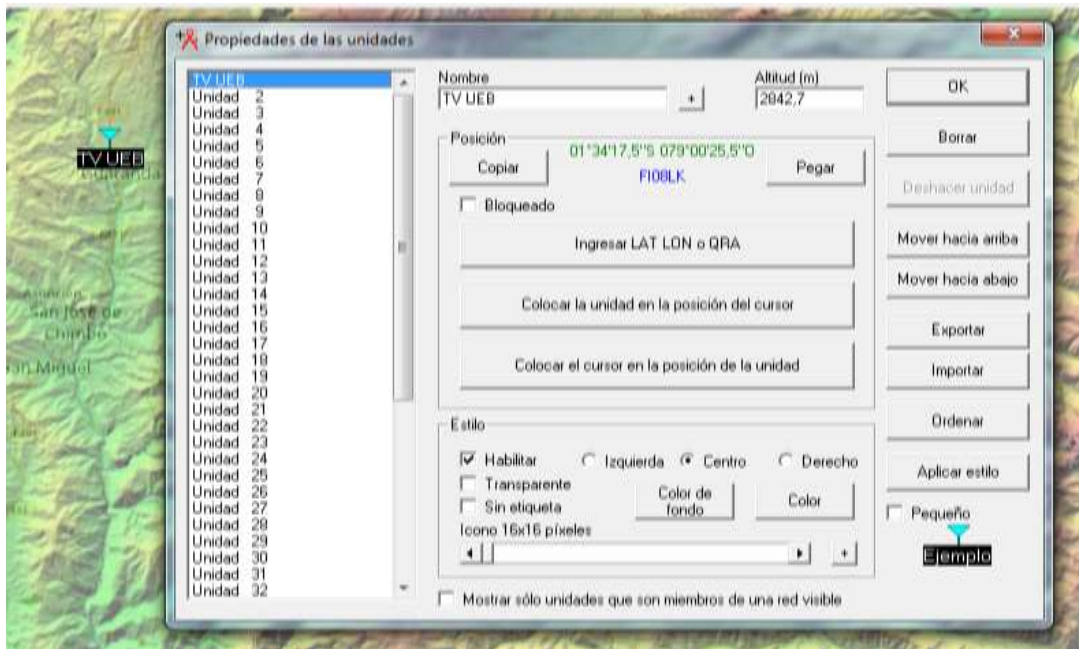 Propiedades de las unidades
TV UEB
Unidad 2
Unidad 3
Unidad 4
Unidad 5
Unidad 6
Unidad 7
Unidad 8
Unidad 9
Unidad 10
Unidad 11
Unidad 12
Unidad 13
Unidad 14
Unidad 15
Unidad 16
Unidad 17
Unidad 18
Unidad 19
Unidad 20
Unidad 21
Unidad 22
Unidad 23
Unidad 24
Unidad 25
Unidad 26
Unidad 27
Unidad 28
Unidad 29
Unidad 30
Unidad 31
Unidad 32
Nombre
TV UEB
+
Altitud (m)
2842,7
Posición
Copiar
01°34'17,5''S 079°00'25,5''O
FI08LK
Pegar
Bloqueado
Ingresar LAT LON o QRA
Colocar la unidad en la posición del cursor
Colocar el cursor en la posición de la unidad
Estilo
Habilitar
Izquierda
Centro
Derecho
Transparente
Sin etiqueta
Color de
fondo
Color
Icono 16x16 píxeles
+
Mostrar sólo unidades que son miembros de una red visible
OK
Borrar
Deshacer unidad
Mover hacia arriba
Mover hacia abajo
Exportar
Importar
Ordenar
Aplicar estilo
Pequeño
Ejemplo
TV UEB
Guaranda
San José de
Chimbo
San Miguel